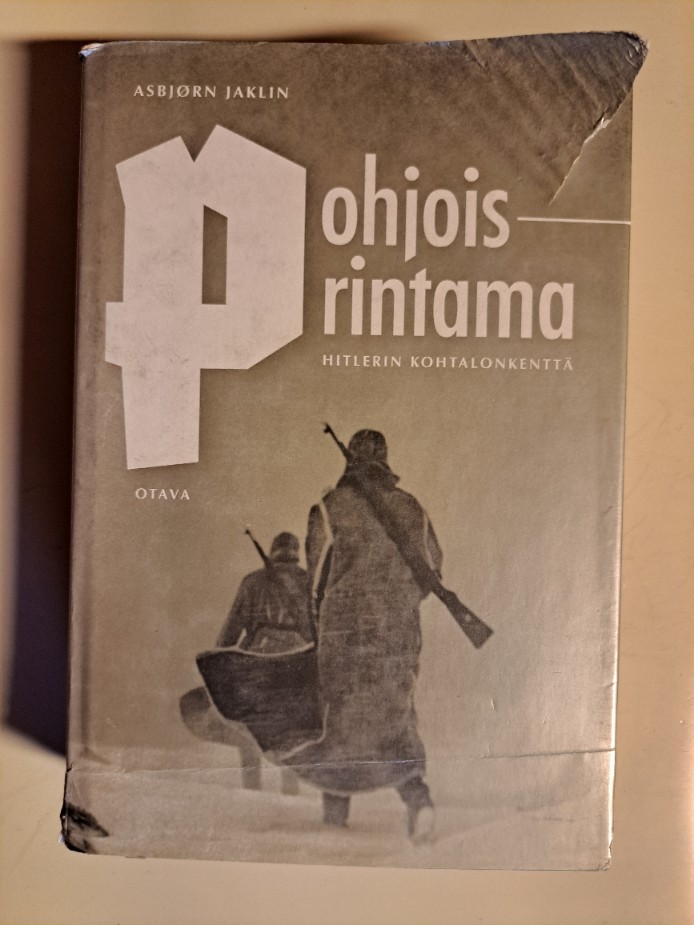 ASBJØRN JAKLIN
Pohjois-
rintama
HITLERIN KOHTALONKENTTÄ
OTAVA